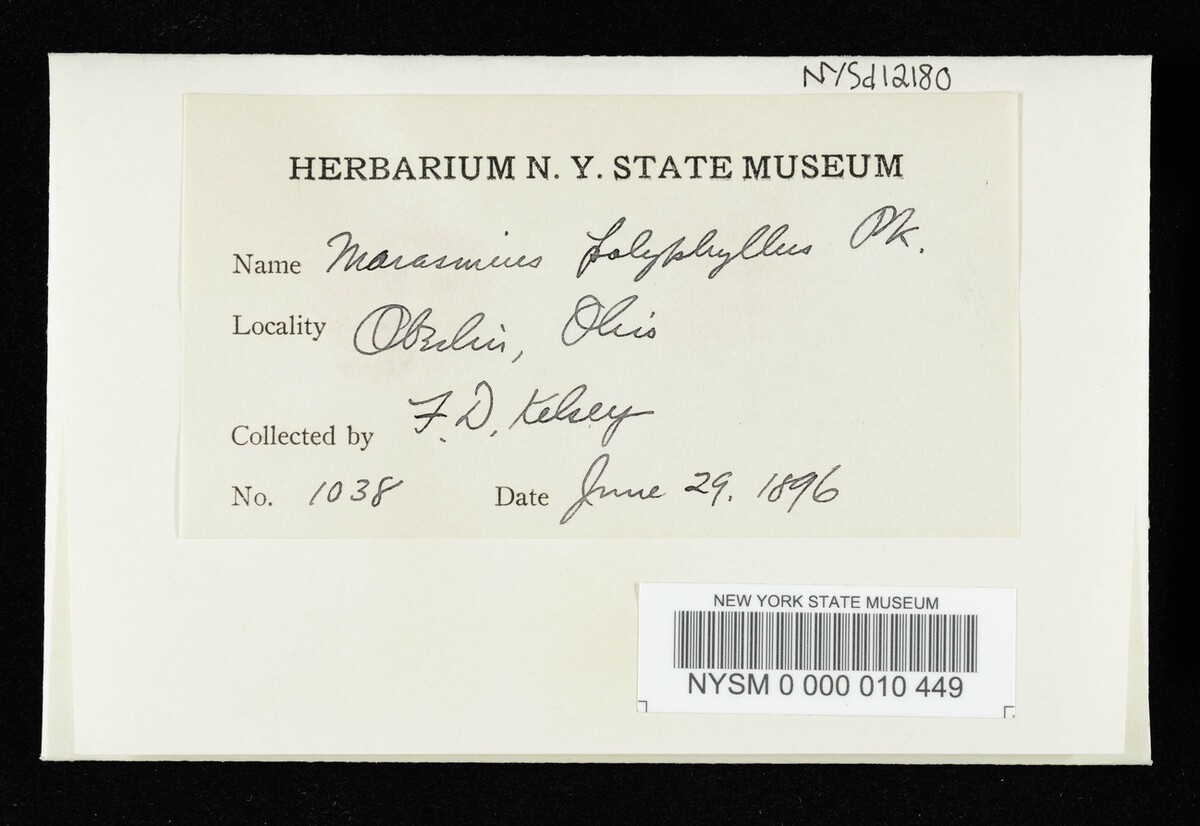 NYSd12180
HERBARIUM N. Y. STATE MUSEUM
Name Marasmius polyphyllus Pk.
Locality Oberlin, Ohio
Collected by F. D. Kelsey
No. 1038 Date June 29. 1896
NEW YORK STATE MUSEUM
NYSM 0 000 010 449